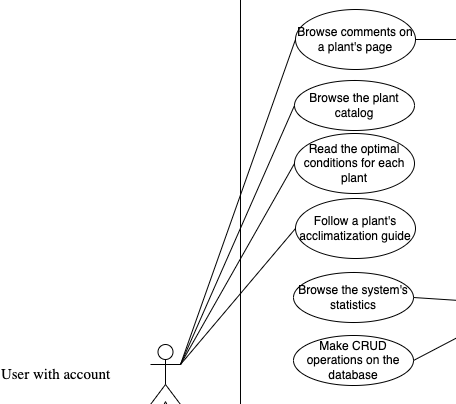 Browse comments on
a plant's page
Browse the plant
catalog
Read the optimal
conditions for each
plant
Follow a plant's
acclimatization guide
Browse the system's
statistics
Make CRUD
operations on the
database
User with account